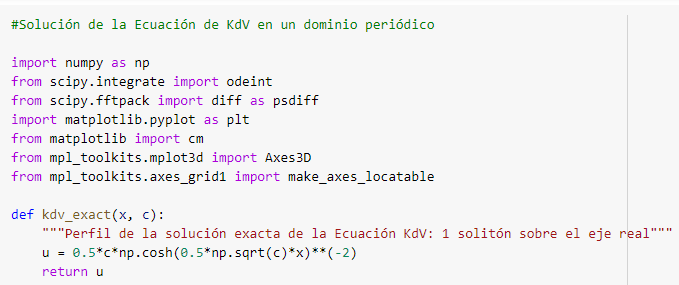 #Solución de la Ecuación de KdV en un dominio periódico
import numpy as np
from scipy.integrate import odeint
from scipy.fftpack import diff as psdiff
import matplotlib.pyplot as plt
from matplotlib import cm
from mpl_toolkits.mplot3d import Axes3D
from mpl_toolkits.axes_grid1 import make_axes_locatable
def kdv_exact(x, c):
    """Perfil de la solución exacta de la Ecuación KdV: 1 solitón sobre el eje real"""
    u = 0.5*c*np.cosh(0.5*np.sqrt(c)*x)**(-2)
    return u